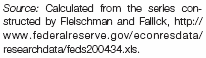 Source: Calculated from the series con-
structed by Fleischman and Fallick, http://
www.federalreserve.gov/econresdata/
researchdata/feds200434.xls.